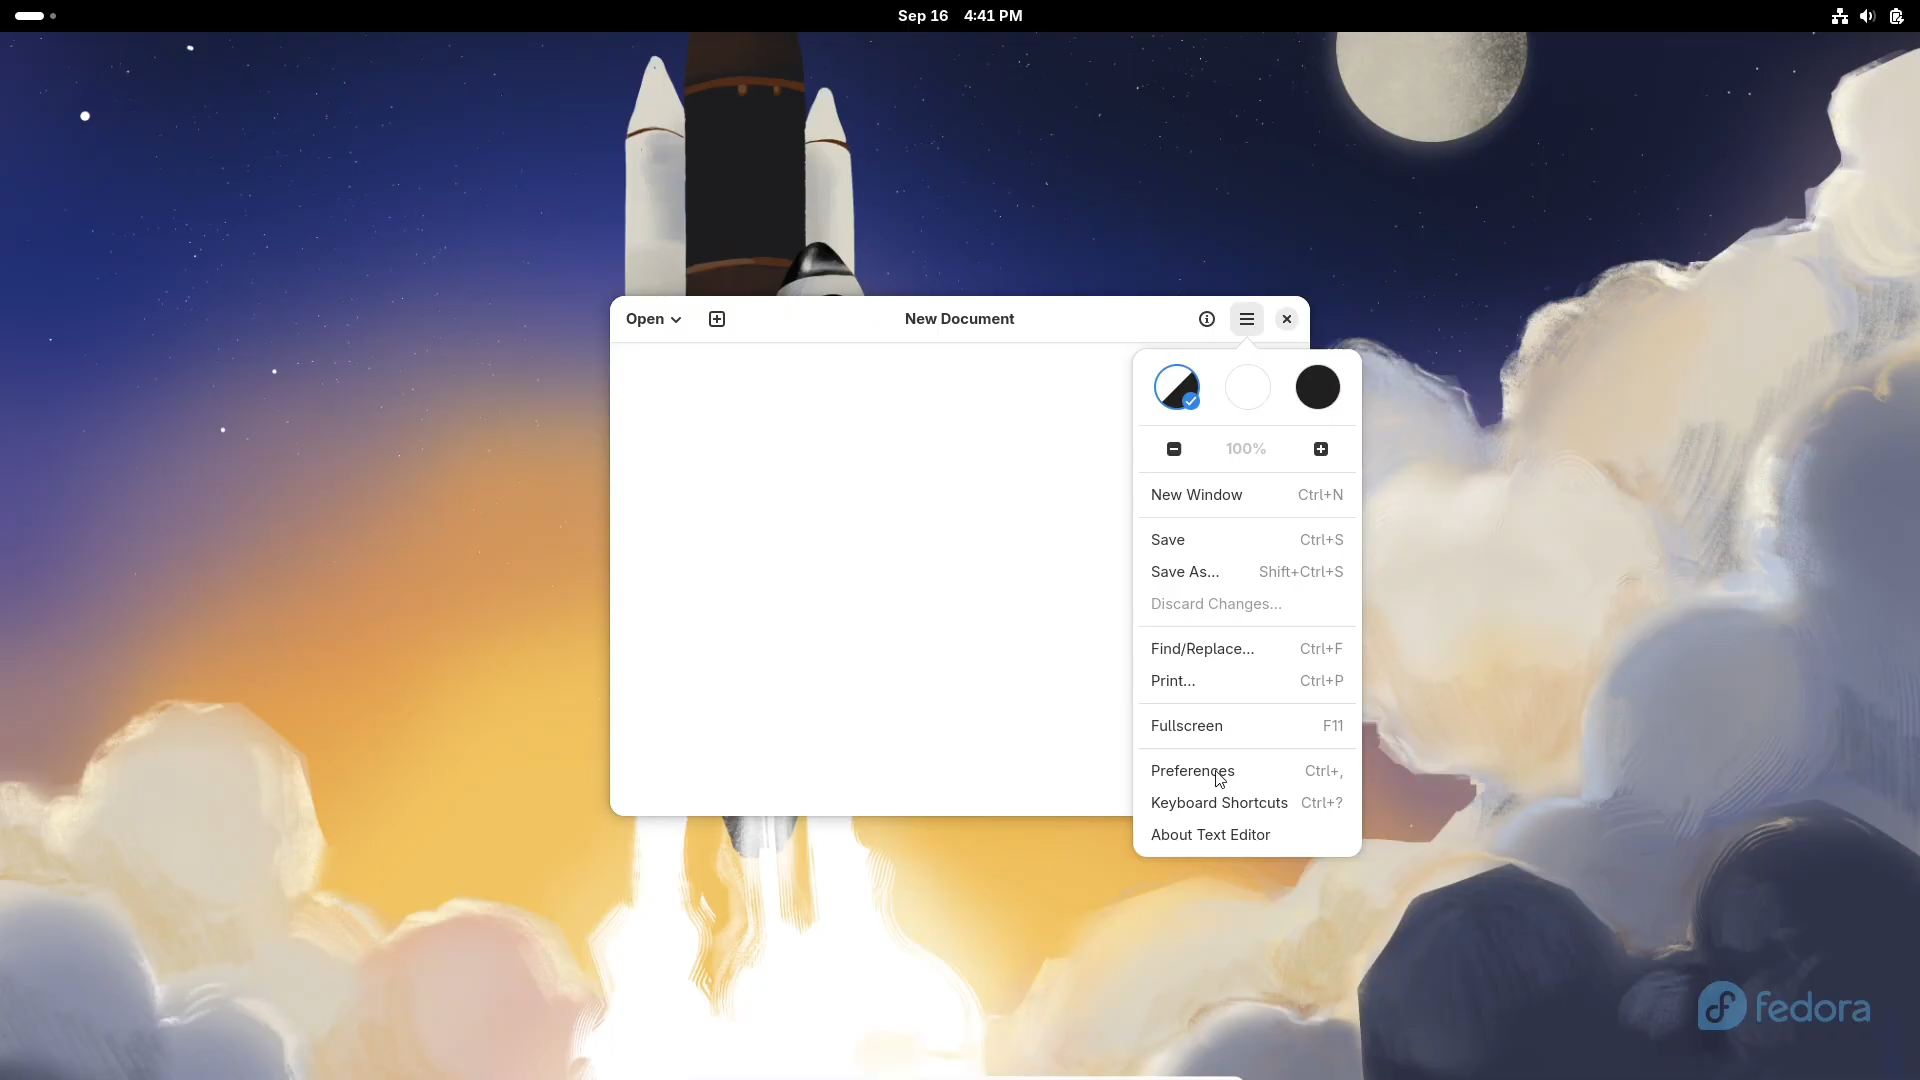 Sep 16 4:41 PM
Open New Document
100%
New Window Ctrl+N
Save Ctrl+S
Save As... Shift+Ctrl+S
Discard Changes...
Find/Replace... Ctrl+F
Print... Ctrl+P
Fullscreen F11
Preferences Ctrl+,
Keyboard Shortcuts Ctrl+?
About Text Editor
fedora